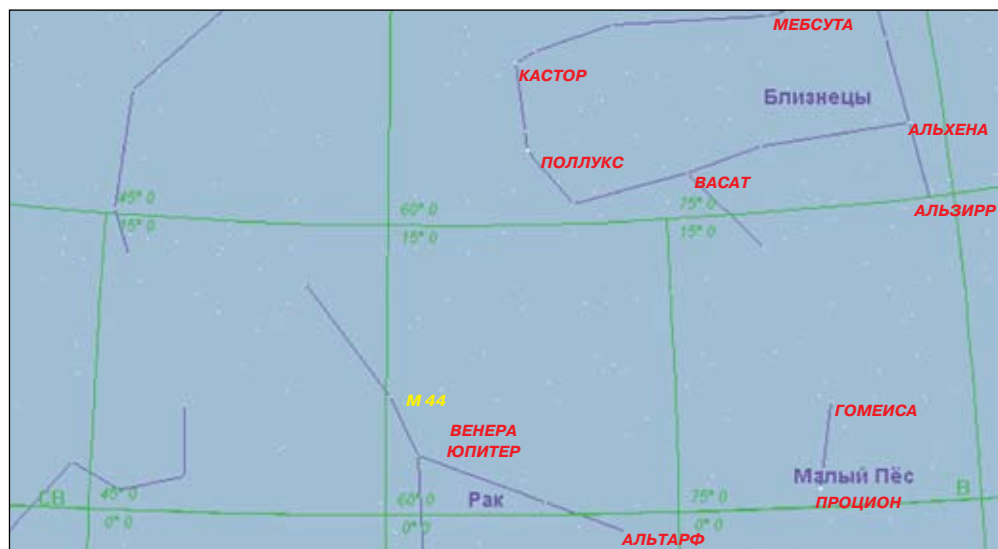 МЕБСУТА
КАСТОР
Близнецы
АЛЬХЕНА
ПОЛЛУКС
ВАСАТ
45° 0
60° 0
75° 0
АЛЬЗИРР
15° 0
15° 0
15° 0
М 44
ГОМЕИСА
ВЕНЕРА
ЮПИТЕР
Малый Пёс
СВ
45° 0
60° 0
Рак
75° 0
ПРОЦИОН
В
0° 0
0° 0
0° 0
АЛЬТАРФ